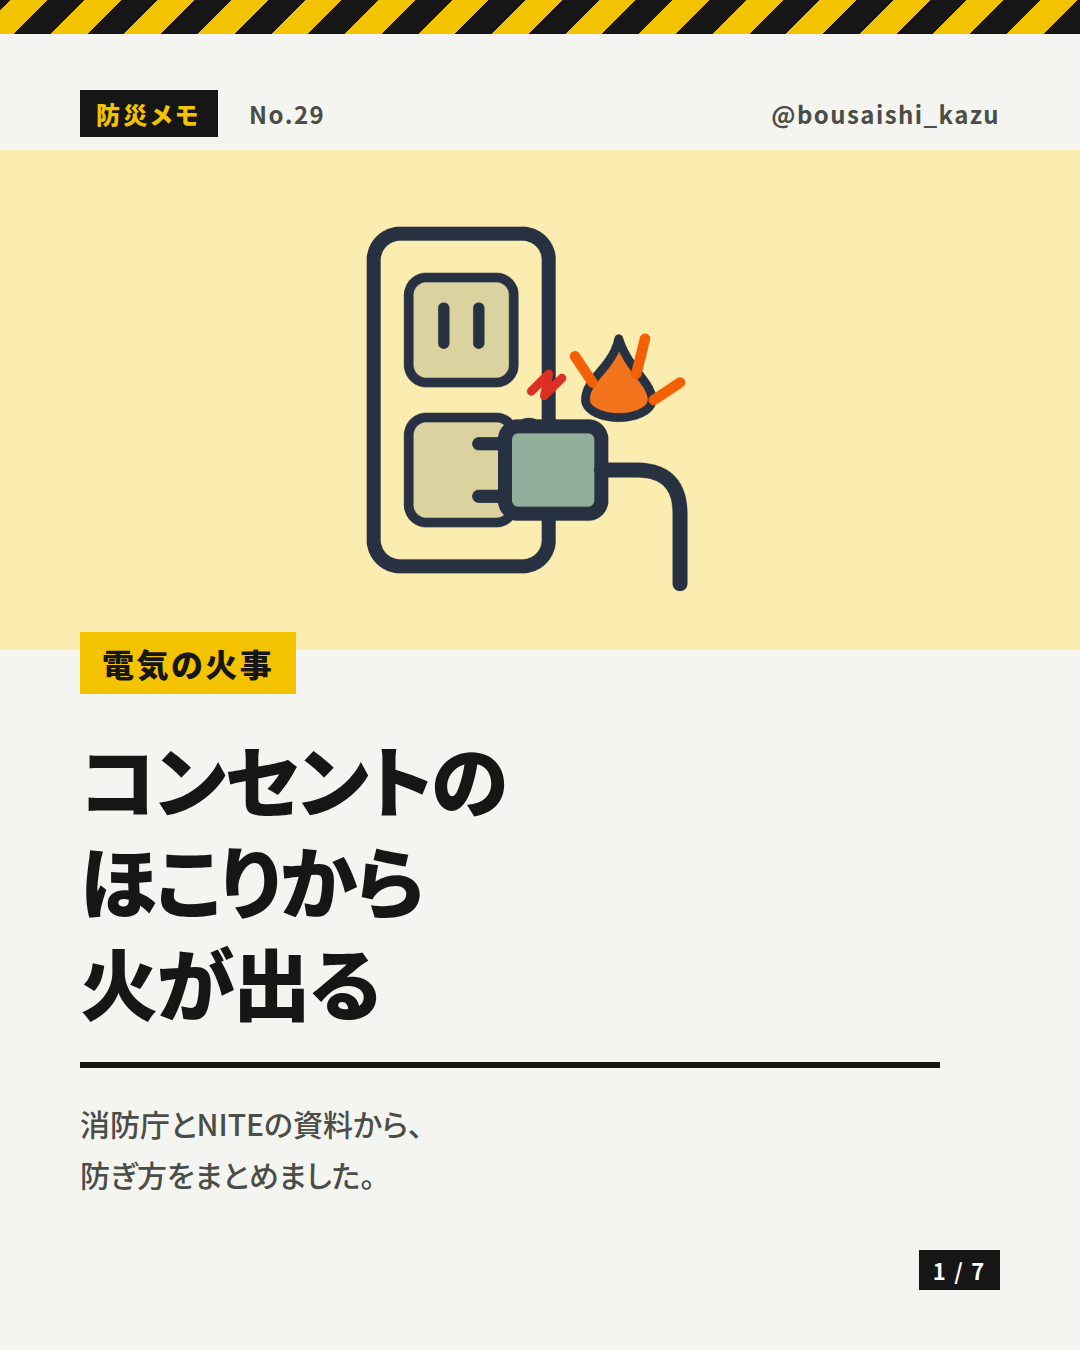 防災メモ No.29 @bousaishi_kazu
電気の火事
コンセントの
ほこりから
火が出る
消防庁とNITEの資料から、
防ぎ方をまとめました。
1 / 7